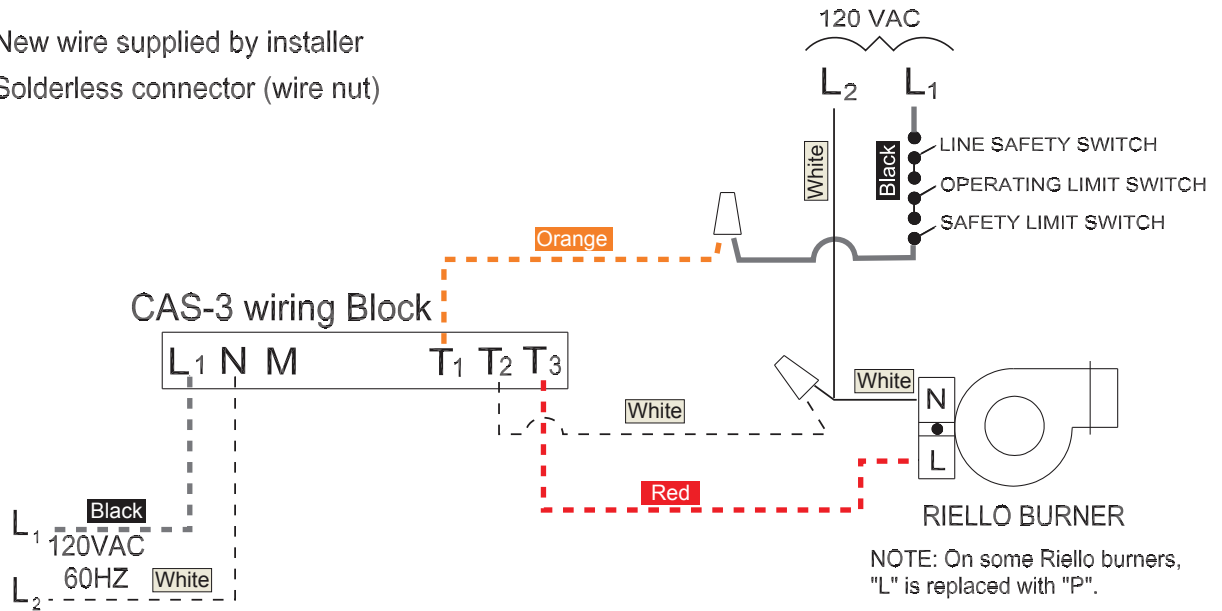 120 VAC
New wire supplied by installer
Solderless connector (wire nut)
L2 L1
White
Black
LINE SAFETY SWITCH
OPERATING LIMIT SWITCH
SAFETY LIMIT SWITCH
Orange
CAS-3 wiring Block
L1 N M T1 T2 T3
White
White
N
L
Red
RIELLO BURNER
NOTE: On some Riello burners,
"L" is replaced with "P".
L1
Black
120VAC
60HZ
White
L2